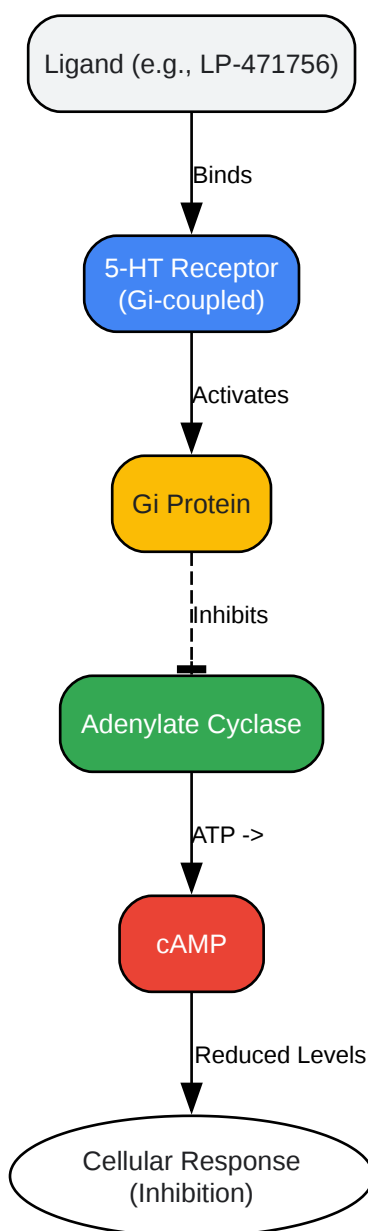 Ligand (e.g., LP-471756)
Binds
5-HT Receptor
(Gi-coupled)
Activates
Gi Protein
Inhibits
Adenylate Cyclase
ATP ->
cAMP
Reduced Levels
Cellular Response
(Inhibition)